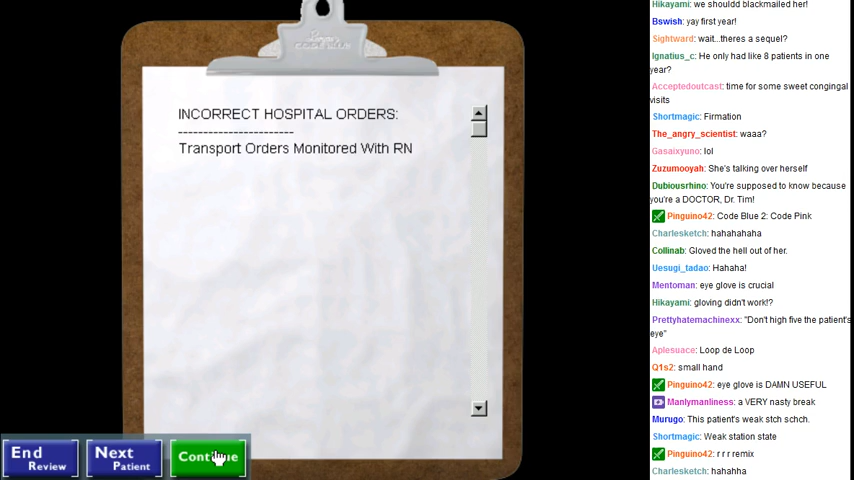 INCORRECT HOSPITAL ORDERS:
-----------------------
Transport Orders Monitored With RN
End
Review
Next
Patient
Continue
Hikayami: we shouldd blackmailed her!
Bswish: yay first year!
Sightward: wait...theres a sequel?
Ignatius_c: He only had like 8 patients in one
year?
Acceptedoutcast: time for some sweet congingal
visits
Shortmagic: Firmation
The_angry_scientist: waaa?
Gasaixyuno: lol
Zuzumooyah: She's talking over herself
Dubiousrhino: You're supposed to know because
you're a DOCTOR, Dr. Tim!
Pinguino42: Code Blue 2: Code Pink
Charlesketch: hahahahaha
Collinab: Gloved the hell out of her.
Uesugi_tadao: Hahaha!
Mentoman: eye glove is crucial
Hikayami: gloving didn't work!?
Prettyhatemachinexx: "Don't high five the patient's
eye"
Aplesuace: Loop de Loop
Q1s2: small hand
Pinguino42: eye glove is DAMN USEFUL
Manlymanliness: a VERY nasty break
Murugo: This patient's weak stch schch.
Shortmagic: Weak station state
Pinguino42: r r r remix
Charlesketch: hahahha